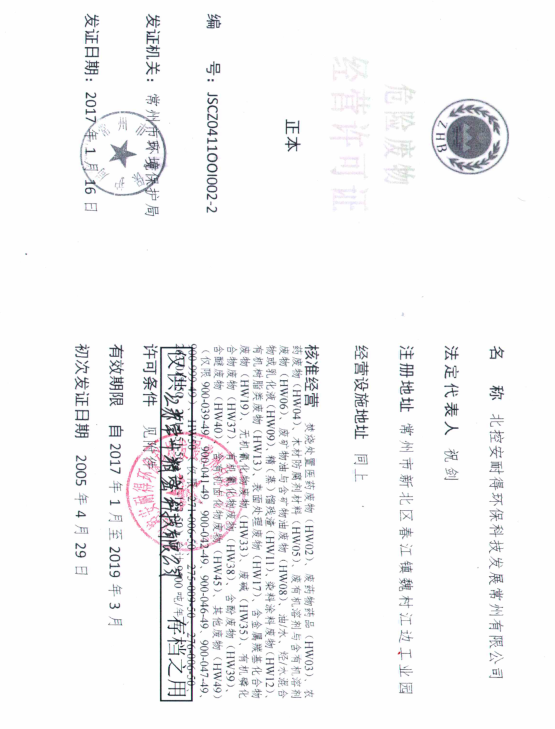 ZHB
危险废物
经营许可证
正本
编 号: JSCZ0411OOI002-2
发证机关: 常州市环境保护局
发证日期: 2017 年 1 月 16 日
名 称 北控安耐得环保科技发展常州有限公司
法定代表人 祝剑
注册地址 常州市新北区春江镇魏村江边工业园
经营设施地址 同上
核准经营 焚烧处置医药废物（HW02）、废药物药品（HW03）、农
药废物（HW04）、木材防腐剂材料（HW05）、废有机溶剂与含有机溶剂
废物（HW06）、废矿物油与含矿物油废物（HW08）、油/水、烃/水混合
物或乳化液（HW09）、精（蒸）馏残渣（HW11）、染料涂料废物（HW12）、
有机树脂类废物（HW13）、表面处理废物（HW17）、含金属羰基化合物
废物（HW19）、无机氰化物废物（HW33）、废碱（HW35）、有机磷化
合物废物（HW37）、有机氰化物废物（HW38）、含酚废物（HW39）、
含醚废物（HW40）、含有机卤化物废物（HW45）、其他废物（HW49）
（仅限 900-039-49、900-041-49、900-042-49、900-046-49、900-047-49、
仅供 科技有限公司 存档之用
许可条件 见附件
有效期限 自 2017 年 1 月至 2019 年 3 月
初次发证日期 2005 年 4 月 29 日